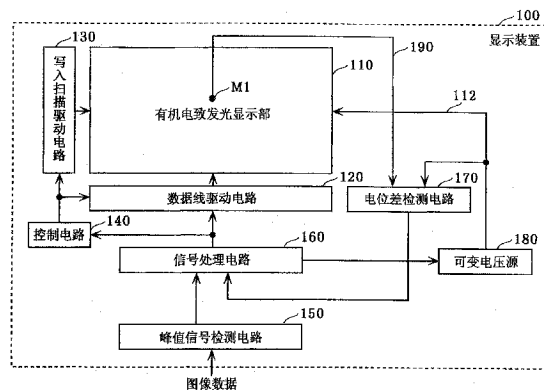 100
显示装置
130
写入扫描驱动电路
190
110
M1
有机电致发光显示部
112
120
数据线驱动电路
170
电位差检测电路
140
控制电路
160
信号处理电路
180
可变电压源
150
峰值信号检测电路
图像数据